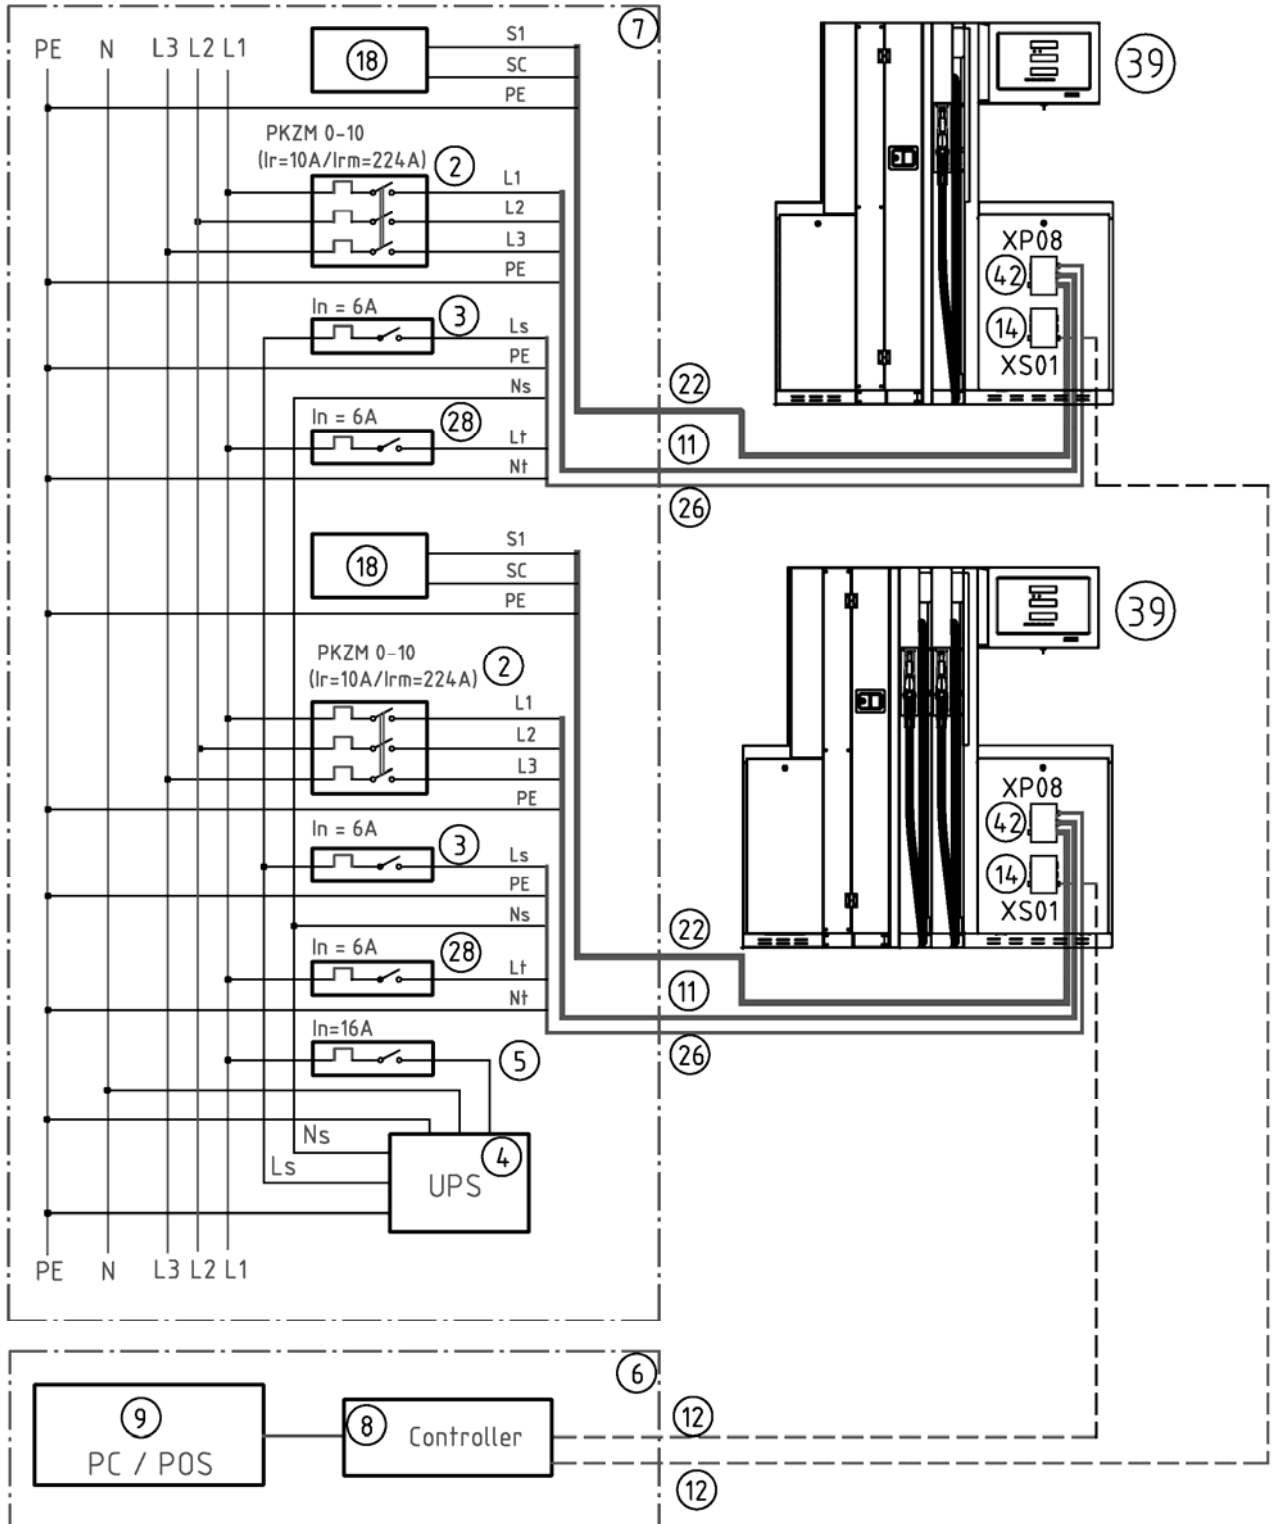 7
PE N L3 L2 L1
18
S1
SC
PE
39
PKZM 0-10
(Ir=10A/Irm=224A)
2
L1
L2
L3
PE
XP08
42
14
XS01
In = 6A
3
Ls
PE
Ns
In = 6A
28
Lt
Nt
22
11
26
18
S1
SC
PE
39
PKZM 0-10
(Ir=10A/Irm=224A)
2
L1
L2
L3
PE
XP08
42
14
XS01
In = 6A
3
Ls
PE
Ns
In = 6A
28
Lt
Nt
22
11
26
In=16A
5
Ns
Ls
4
UPS
PE N L3 L2 L1
6
9
PC / POS
8
Controller
12
12